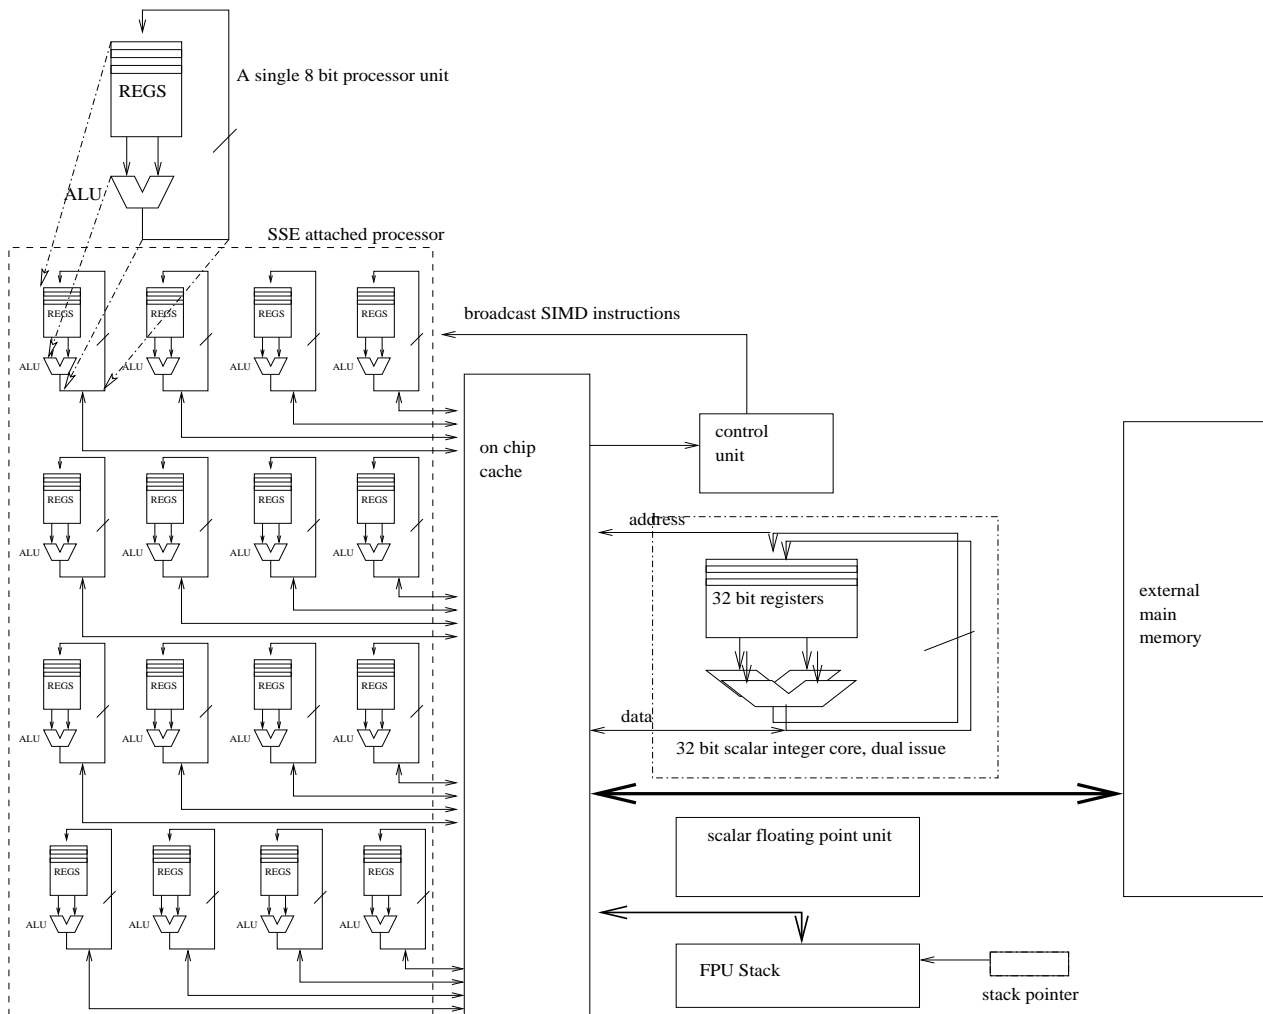 A single 8 bit processor unit
REGS
ALU
SSE attached processor
REGS REGS REGS REGS
ALU ALU ALU ALU
broadcast SIMD instructions
on chip
cache
control
unit
REGS REGS REGS REGS
ALU ALU ALU ALU
address
32 bit registers
external
main
memory
REGS REGS REGS REGS
ALU ALU ALU ALU
data
32 bit scalar integer core, dual issue
scalar floating point unit
REGS REGS REGS REGS
ALU ALU ALU ALU
FPU Stack
stack pointer